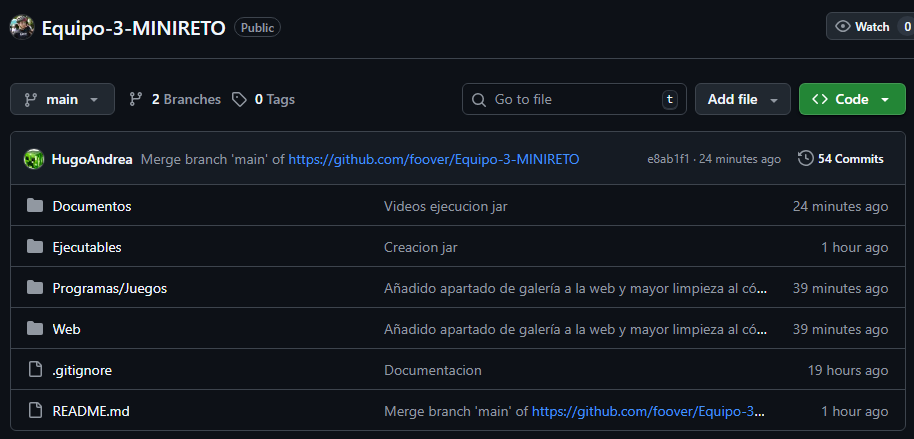 Equipo-3-MINIRETO Public Watch 0
main 2 Branches 0 Tags Go to file t Add file Code
HugoAndrea Merge branch 'main' of https://github.com/foover/Equipo-3-MINIRETO e8ab1f1 · 24 minutes ago 54 Commits
Documentos Videos ejecucion jar 24 minutes ago
Ejecutables Creacion jar 1 hour ago
Programas/Juegos Añadido apartado de galería a la web y mayor limpieza al có... 39 minutes ago
Web Añadido apartado de galería a la web y mayor limpieza al có... 39 minutes ago
.gitignore Documentacion 19 hours ago
README.md Merge branch 'main' of https://github.com/foover/Equipo-3... 1 hour ago